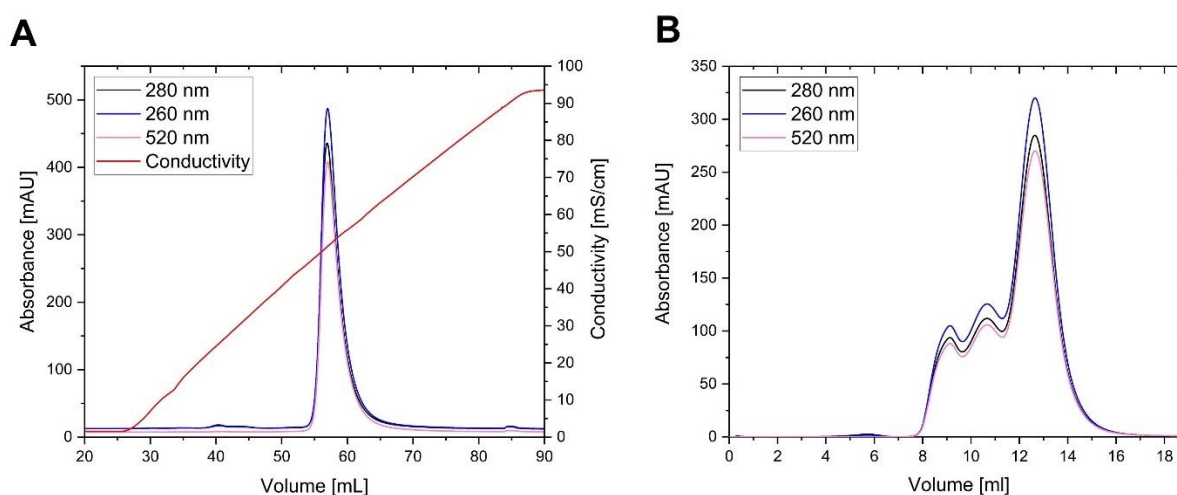 A
Absorbance [mAU]
500
400
300
200
100
0
280 nm
260 nm
520 nm
Conductivity
100
90
80
70
60
50
40
30
20
10
0
Conductivity [mS/cm]
20 30 40 50 60 70 80 90
Volume [mL]
B
Absorbance [mAU]
350
300
250
200
150
100
50
0
280 nm
260 nm
520 nm
0 2 4 6 8 10 12 14 16 18
Volume [ml]